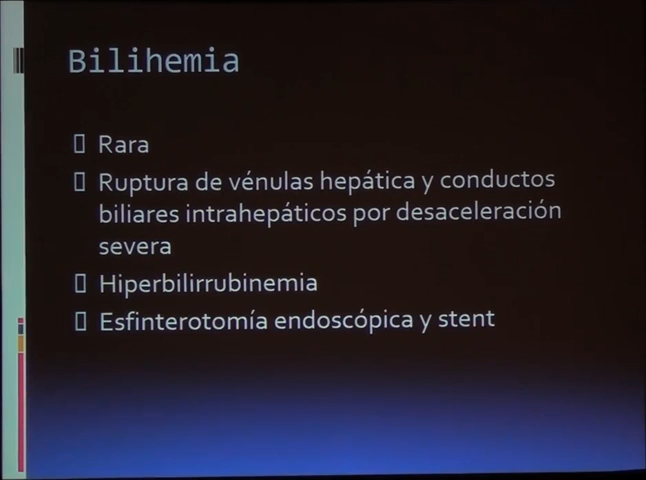 Bilihemia
Rara
Ruptura de vénulas hepática y conductos
biliares intrahepáticos por desaceleración
severa
Hiperbilirrubinemia
Esfinterotomía endoscópica y stent